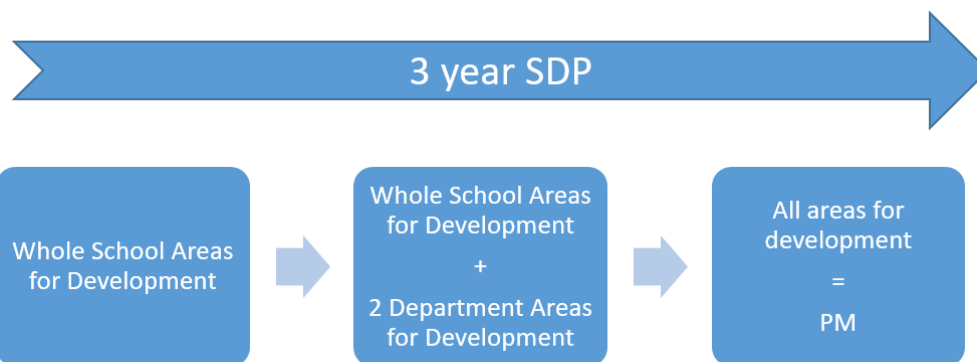 3 year SDP
Whole School Areas
for Development
Whole School Areas
for Development
+
2 Department Areas
for Development
All areas for
development
=
PM